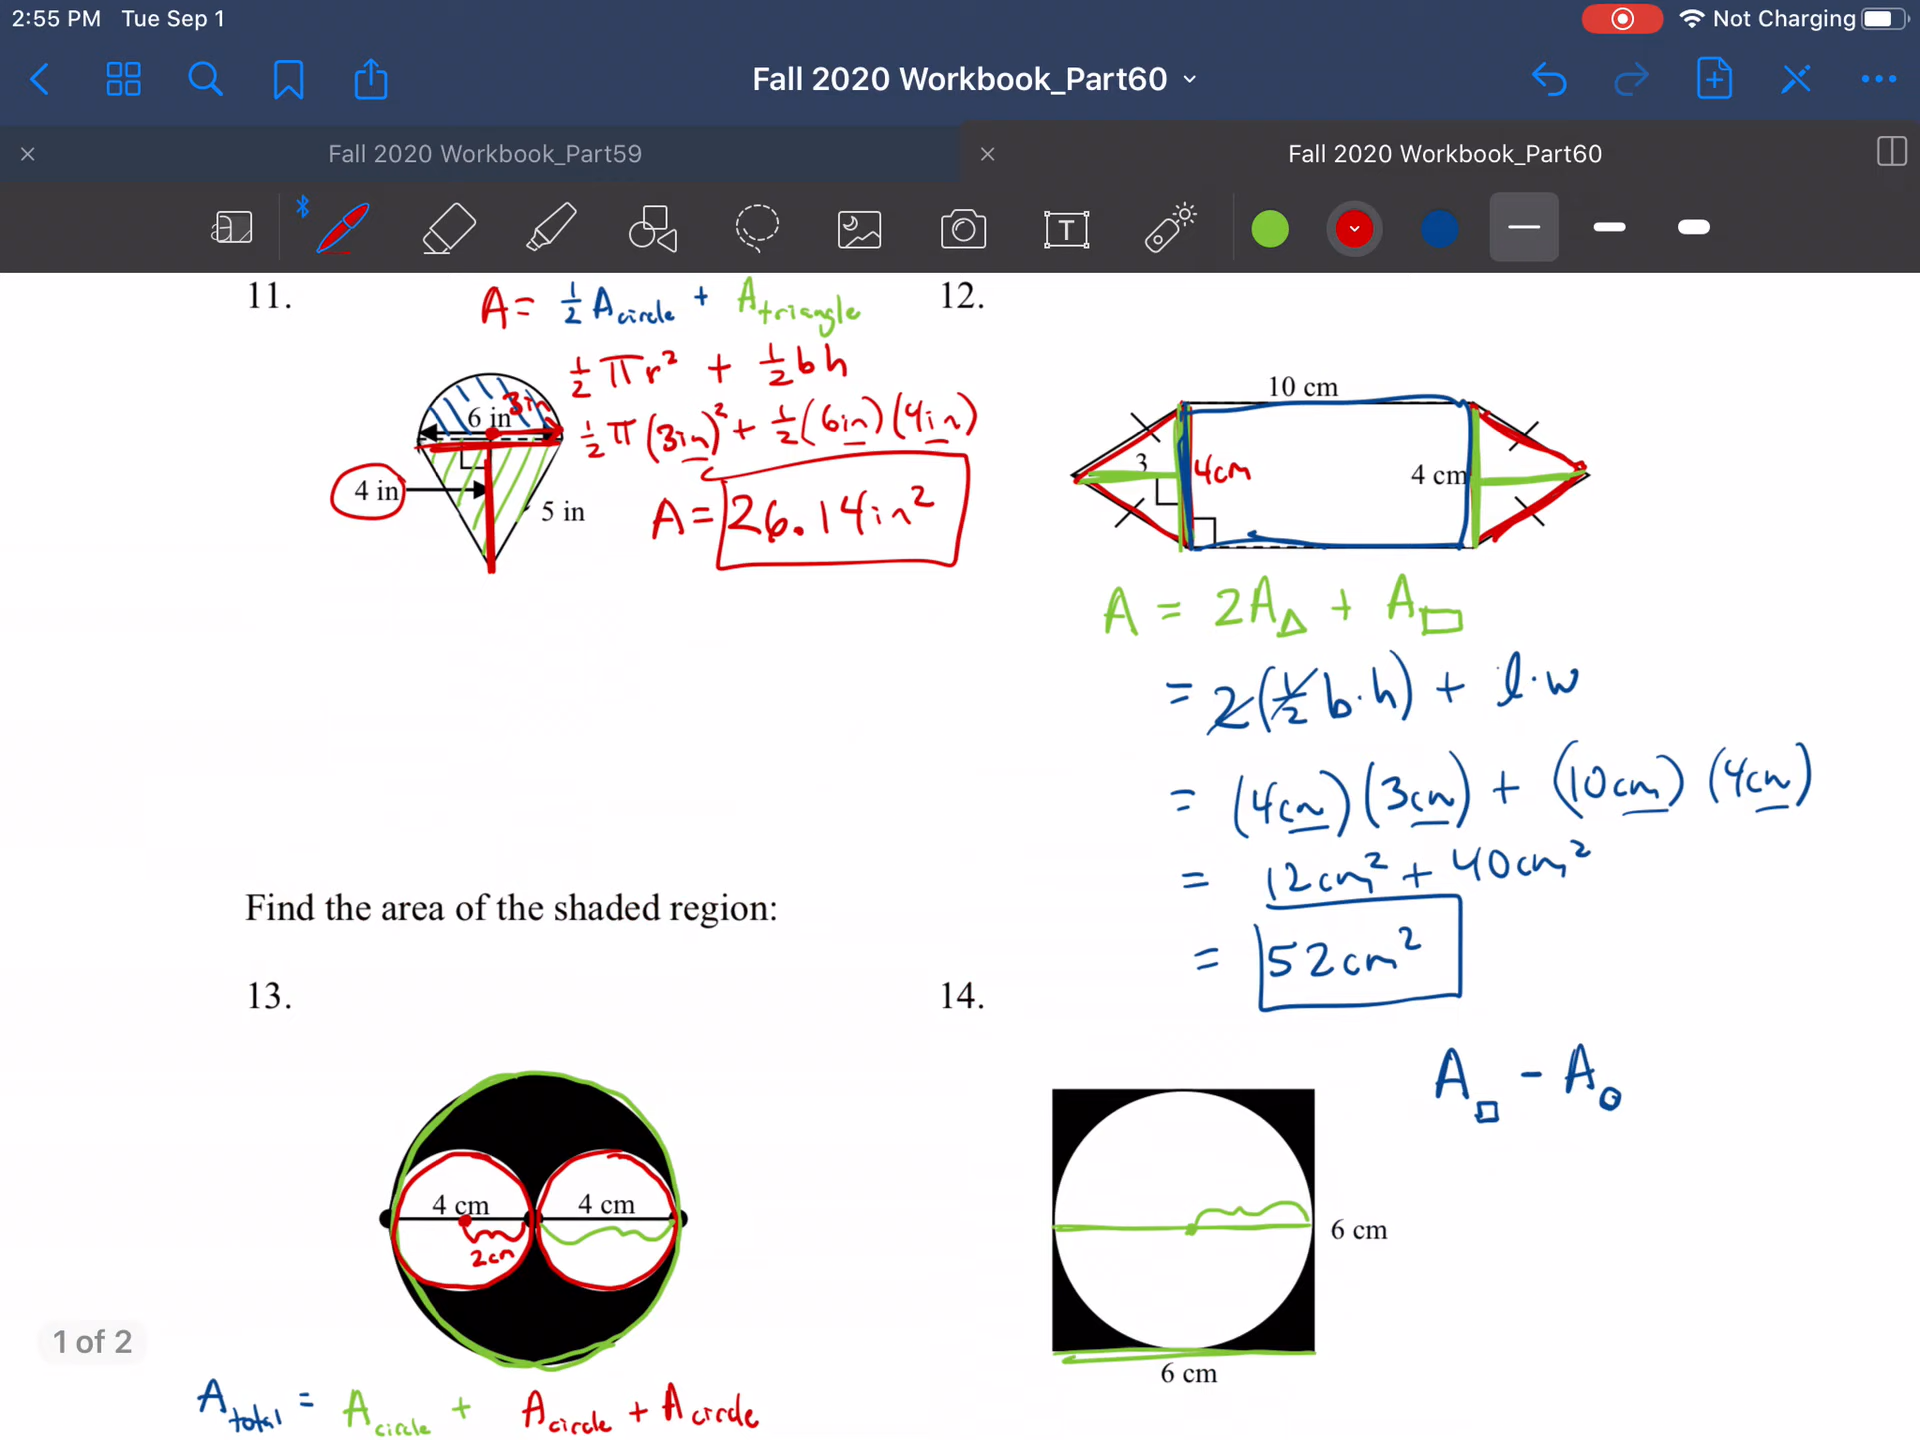 2:55 PM Tue Sep 1
Not Charging
Fall 2020 Workbook_Part60
Fall 2020 Workbook_Part59
Fall 2020 Workbook_Part60
T
11.
A = 1/2 A circle + A triangle
1/2 πr² + 1/2 bh
1/2 π (3in)² + 1/2 (6in)(4in)
A = 26.14in²
6 in
3in
4 in
5 in
12.
10 cm
3
4cm
4 cm
A = 2A△ + A▭
= 2(1/2 b·h) + l·w
= (4cm)(3cm) + (10cm)(4cm)
= 12cm² + 40cm²
= 52cm²
Find the area of the shaded region:
13.
4 cm
4 cm
2cm
A total = A circle + A circle + A circle
14.
A□ - A○
6 cm
6 cm
1 of 2